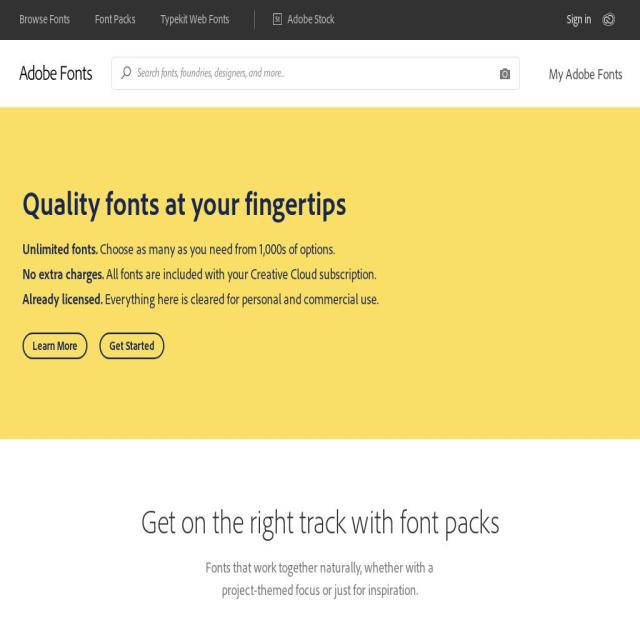 Browse Fonts Font Packs Typekit Web Fonts St Adobe Stock Sign in
Adobe Fonts Search fonts, foundries, designers, and more... My Adobe Fonts
Quality fonts at your fingertips
Unlimited fonts. Choose as many as you need from 1,000s of options.
No extra charges. All fonts are included with your Creative Cloud subscription.
Already licensed. Everything here is cleared for personal and commercial use.
Learn More Get Started
Get on the right track with font packs
Fonts that work together naturally, whether with a
project-themed focus or just for inspiration.